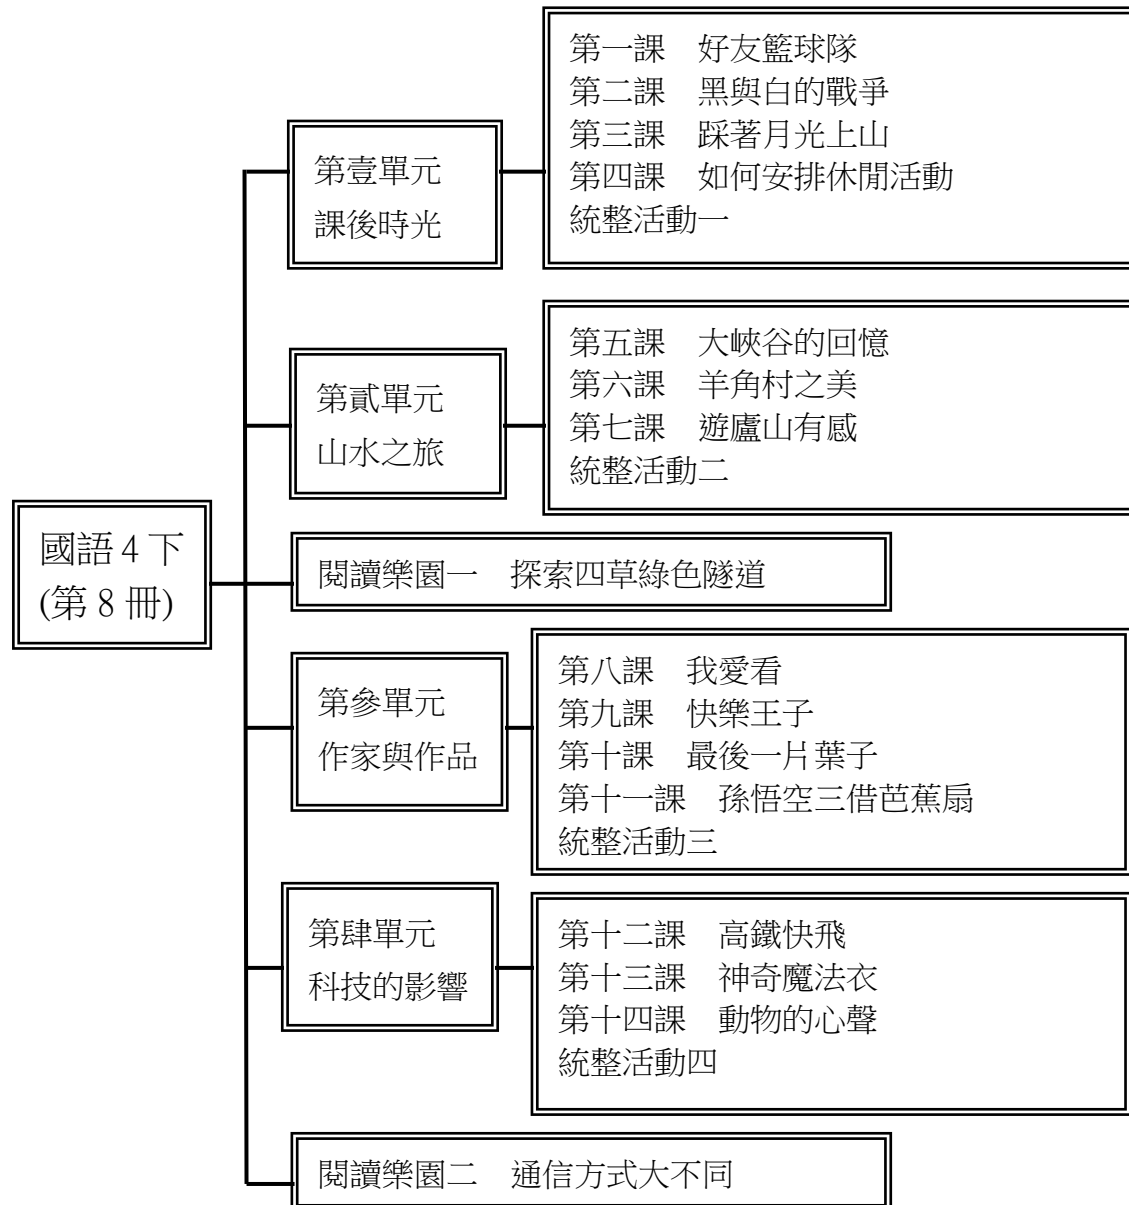 國語 4 下
(第 8 冊)
第壹單元
課後時光
第一課　好友籃球隊
第二課　黑與白的戰爭
第三課　踩著月光上山
第四課　如何安排休閒活動
統整活動一
第貳單元
山水之旅
第五課　大峽谷的回憶
第六課　羊角村之美
第七課　遊廬山有感
統整活動二
閱讀樂園一　探索四草綠色隧道
第參單元
作家與作品
第八課　我愛看
第九課　快樂王子
第十課　最後一片葉子
第十一課　孫悟空三借芭蕉扇
統整活動三
第肆單元
科技的影響
第十二課　高鐵快飛
第十三課　神奇魔法衣
第十四課　動物的心聲
統整活動四
閱讀樂園二　通信方式大不同